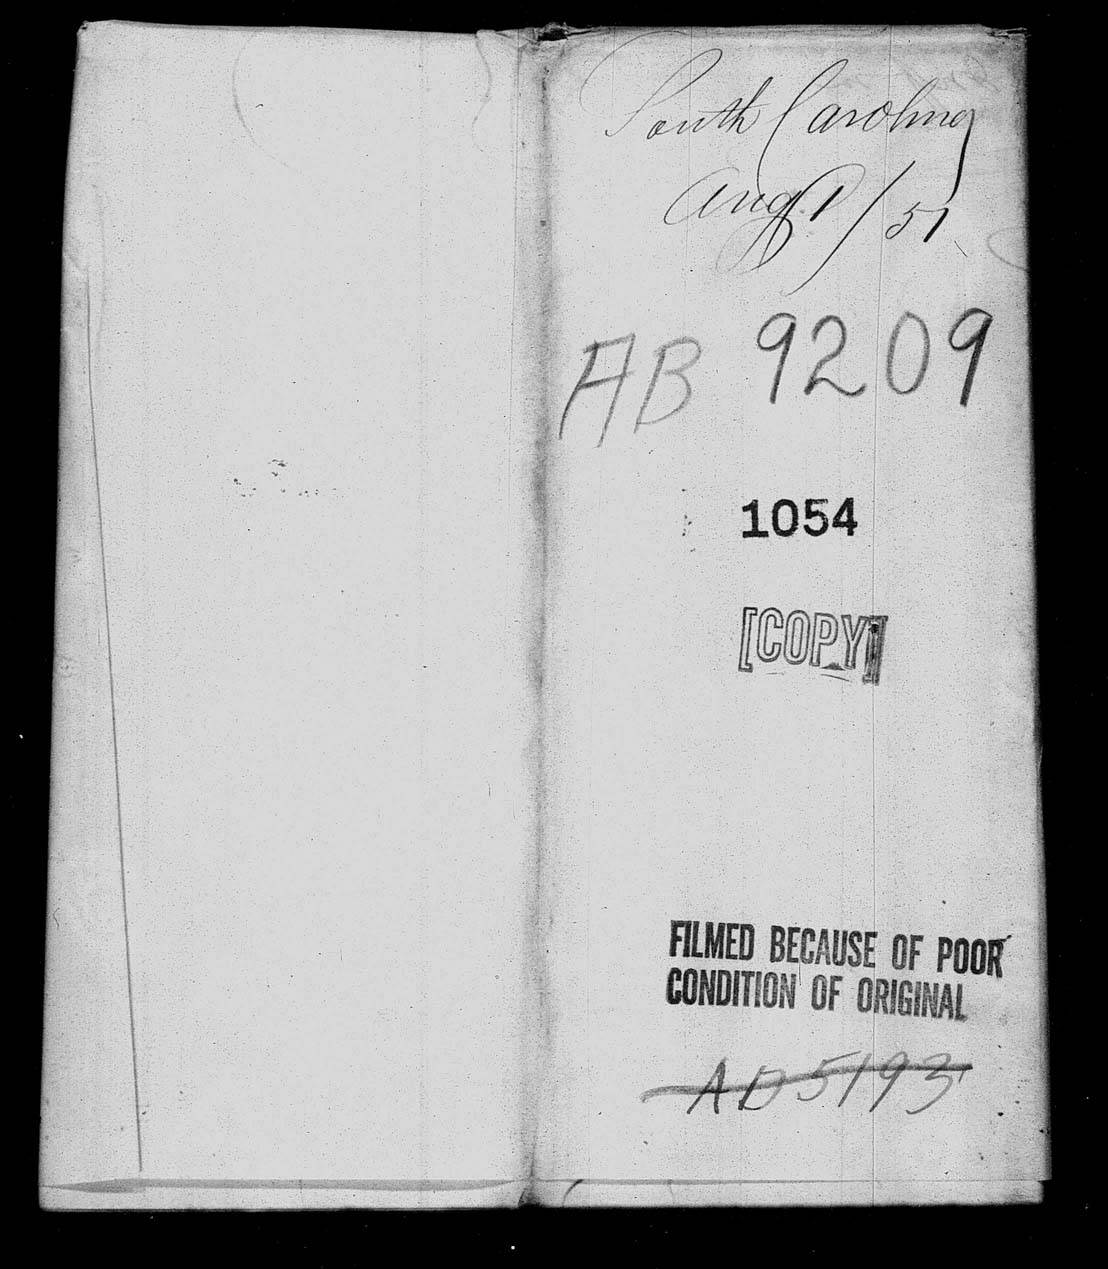 South Carolina
Aug. 1/51
AB 9209
1054
[COPY]
FILMED BECAUSE OF POOR
CONDITION OF ORIGINAL
AD 5193